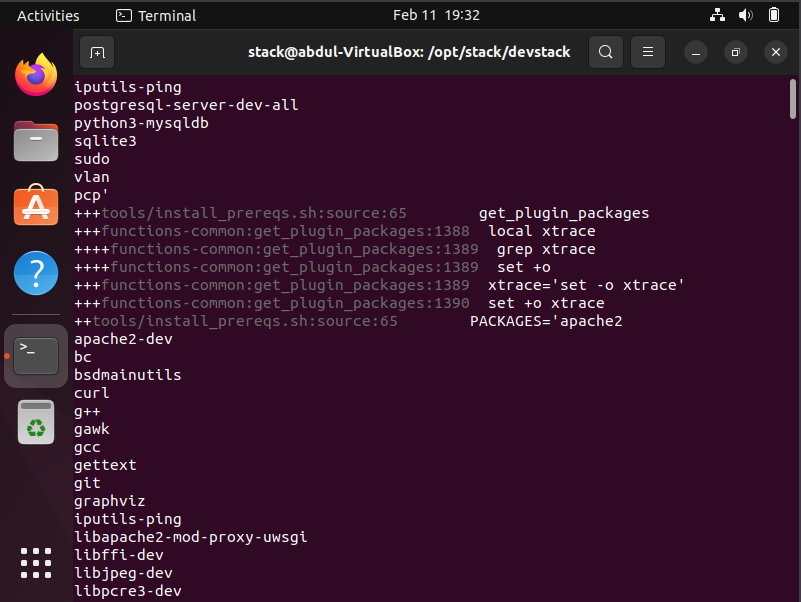 Activities Terminal Feb 11 19:32
stack@abdul-VirtualBox: /opt/stack/devstack
iputils-ping
postgresql-server-dev-all
python3-mysqldb
sqlite3
sudo
vlan
pcp'
+++tools/install_prereqs.sh:source:65 get_plugin_packages
+++functions-common:get_plugin_packages:1388 local xtrace
++++functions-common:get_plugin_packages:1389 grep xtrace
++++functions-common:get_plugin_packages:1389 set +o
+++functions-common:get_plugin_packages:1389 xtrace='set -o xtrace'
+++functions-common:get_plugin_packages:1390 set +o xtrace
++tools/install_prereqs.sh:source:65 PACKAGES='apache2
apache2-dev
bc
bsdmainutils
curl
g++
gawk
gcc
gettext
git
graphviz
iputils-ping
libapache2-mod-proxy-uwsgi
libffi-dev
libjpeg-dev
libpcre3-dev